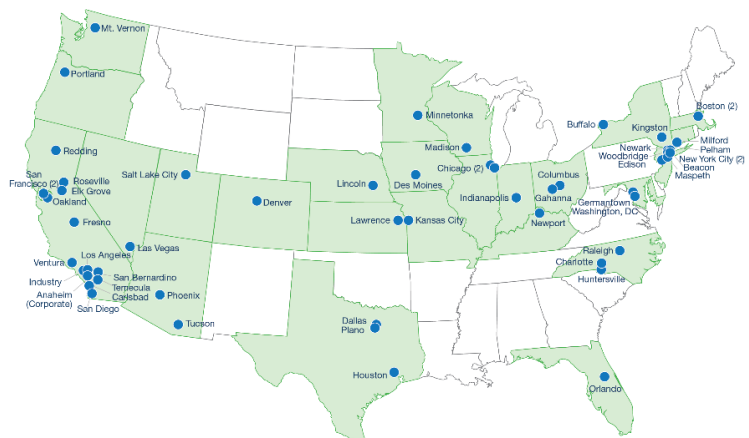 Mt. Vernon
Portland
Redding
San
Francisco (2)
Roseville
Elk Grove
Oakland
Fresno
Ventura
Los Angeles
Industry
Anaheim
(Corporate)
San Bernardino
Temecula
Carlsbad
San Diego
Las Vegas
Salt Lake City
Phoenix
Tucson
Denver
Lincoln
Lawrence
Kansas City
Dallas
Plano
Houston
Minnetonka
Madison
Des Moines
Chicago (2)
Indianapolis
Columbus
Gahanna
Newport
Buffalo
Kingston
Boston (2)
Newark
Woodbridge
Edison
Milford
Pelham
New York City (2)
Beacon
Maspeth
Germantown
Washington, DC
Raleigh
Charlotte
Huntersville
Orlando